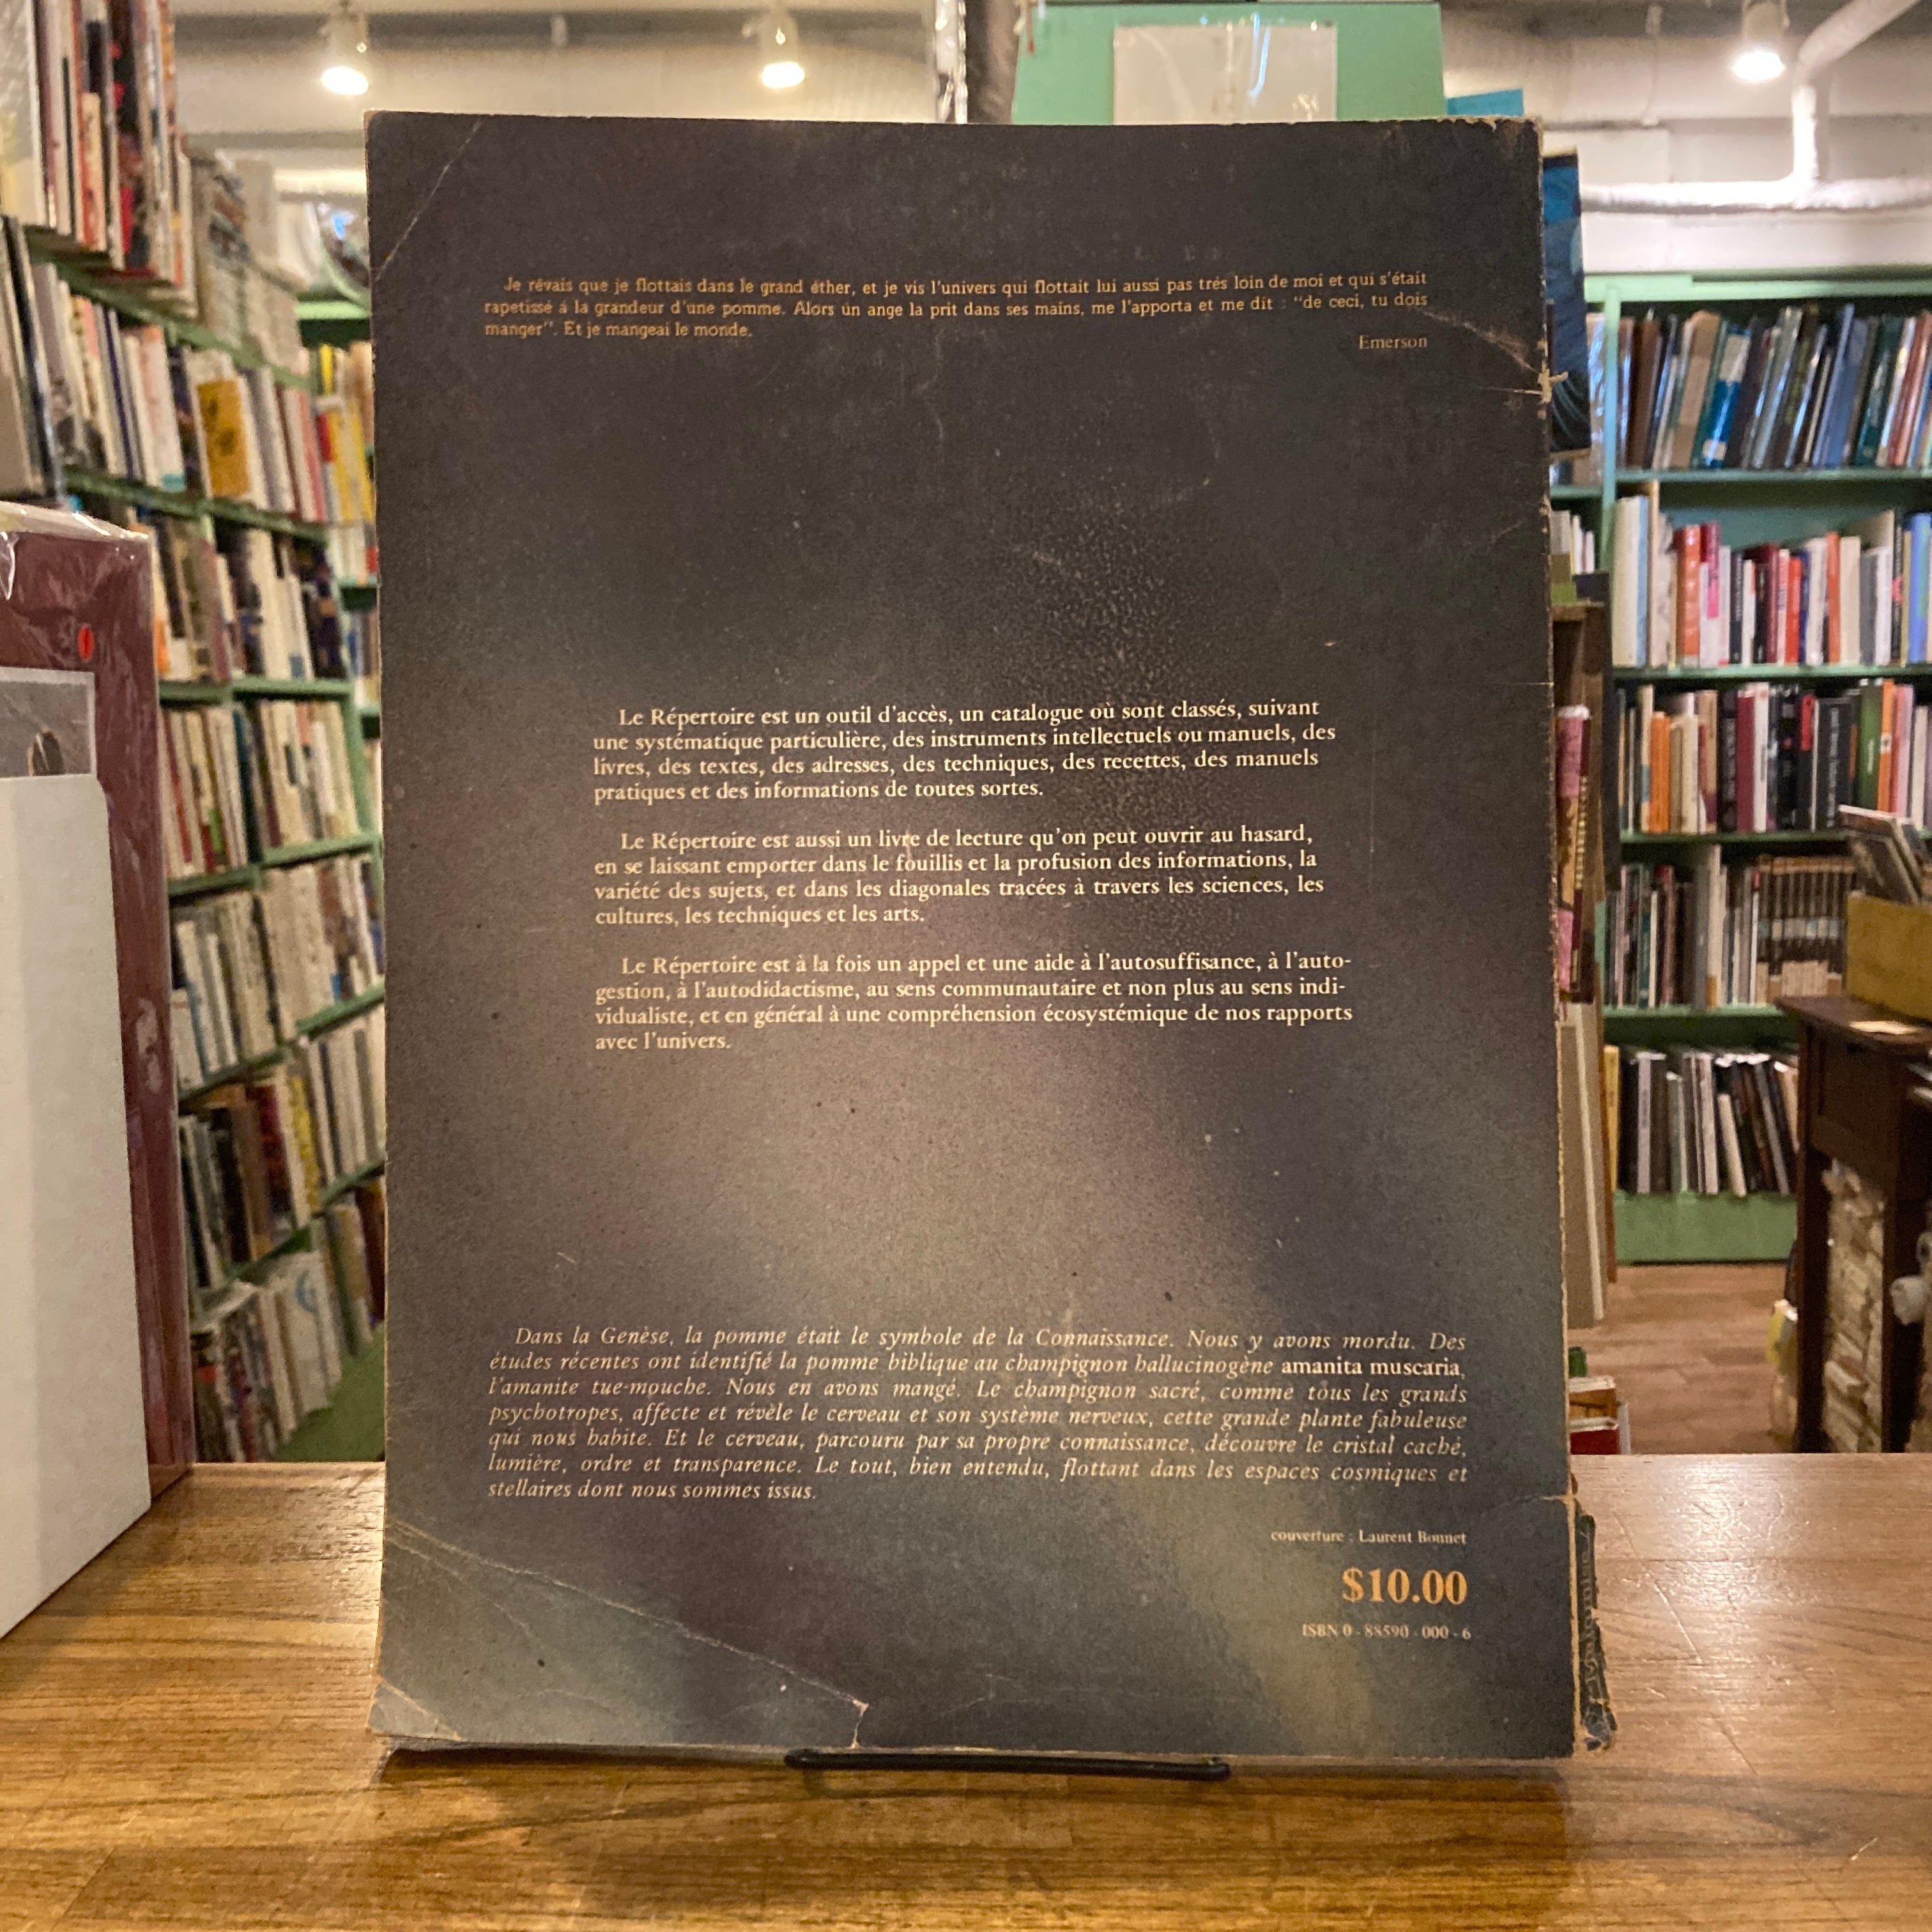 Je rêvais que je flottais dans le grand éther, et je vis l'univers qui flottait lui aussi pas très loin de moi et qui s'était
rapetissé à la grandeur d'une pomme. Alors un ange la prit dans ses mains, me l'apporta et me dit : "de ceci, tu dois
manger". Et je mangeai le monde.
Emerson
Le Répertoire est un outil d'accès, un catalogue où sont classés, suivant
une systématique particulière, des instruments intellectuels ou manuels, des
livres, des textes, des adresses, des techniques, des recettes, des manuels
pratiques et des informations de toutes sortes.
Le Répertoire est aussi un livre de lecture qu'on peut ouvrir au hasard,
en se laissant emporter dans le fouillis et la profusion des informations, la
variété des sujets, et dans les diagonales tracées à travers les sciences, les
cultures, les techniques et les arts.
Le Répertoire est à la fois un appel et une aide à l'autosuffisance, à l'auto-
gestion, à l'autodidactisme, au sens communautaire et non plus au sens indi-
vidualiste, et en général à une compréhension écosystémique de nos rapports
avec l'univers.
Dans la Genèse, la pomme était le symbole de la Connaissance. Nous y avons mordu. Des
études récentes ont identifié la pomme biblique au champignon hallucinogène amanita muscaria,
l'amanite tue-mouche. Nous en avons mangé. Le champignon sacré, comme tous les grands
psychotropes, affecte et révèle le cerveau et son système nerveux, cette grande plante fabuleuse
qui nous habite. Et le cerveau, parcouru par sa propre connaissance, découvre le cristal caché,
lumière, ordre et transparence. Le tout, bien entendu, flottant dans les espaces cosmiques et
stellaires dont nous sommes issus.
couverture : Laurent Bonnet
$10.00
ISBN 0 - 88590 - 000 - 6